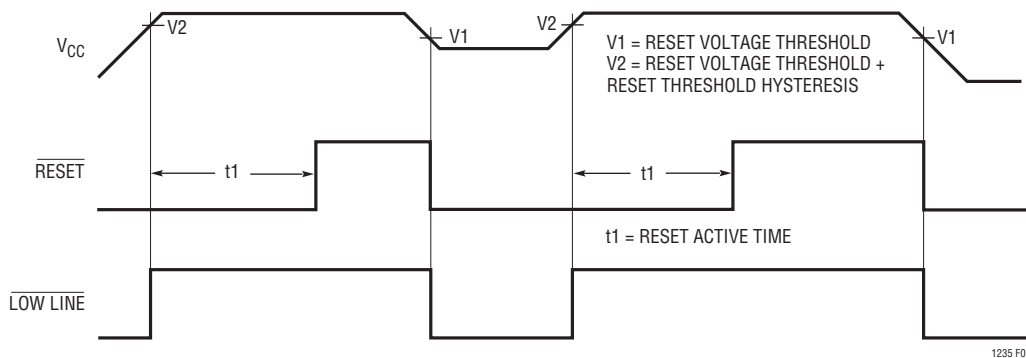 V2
V2
VCC
V1
V1
V1 = RESET VOLTAGE THRESHOLD
V2 = RESET VOLTAGE THRESHOLD +
RESET THRESHOLD HYSTERESIS
RESET
t1
t1
t1 = RESET ACTIVE TIME
LOW LINE
1235 F0